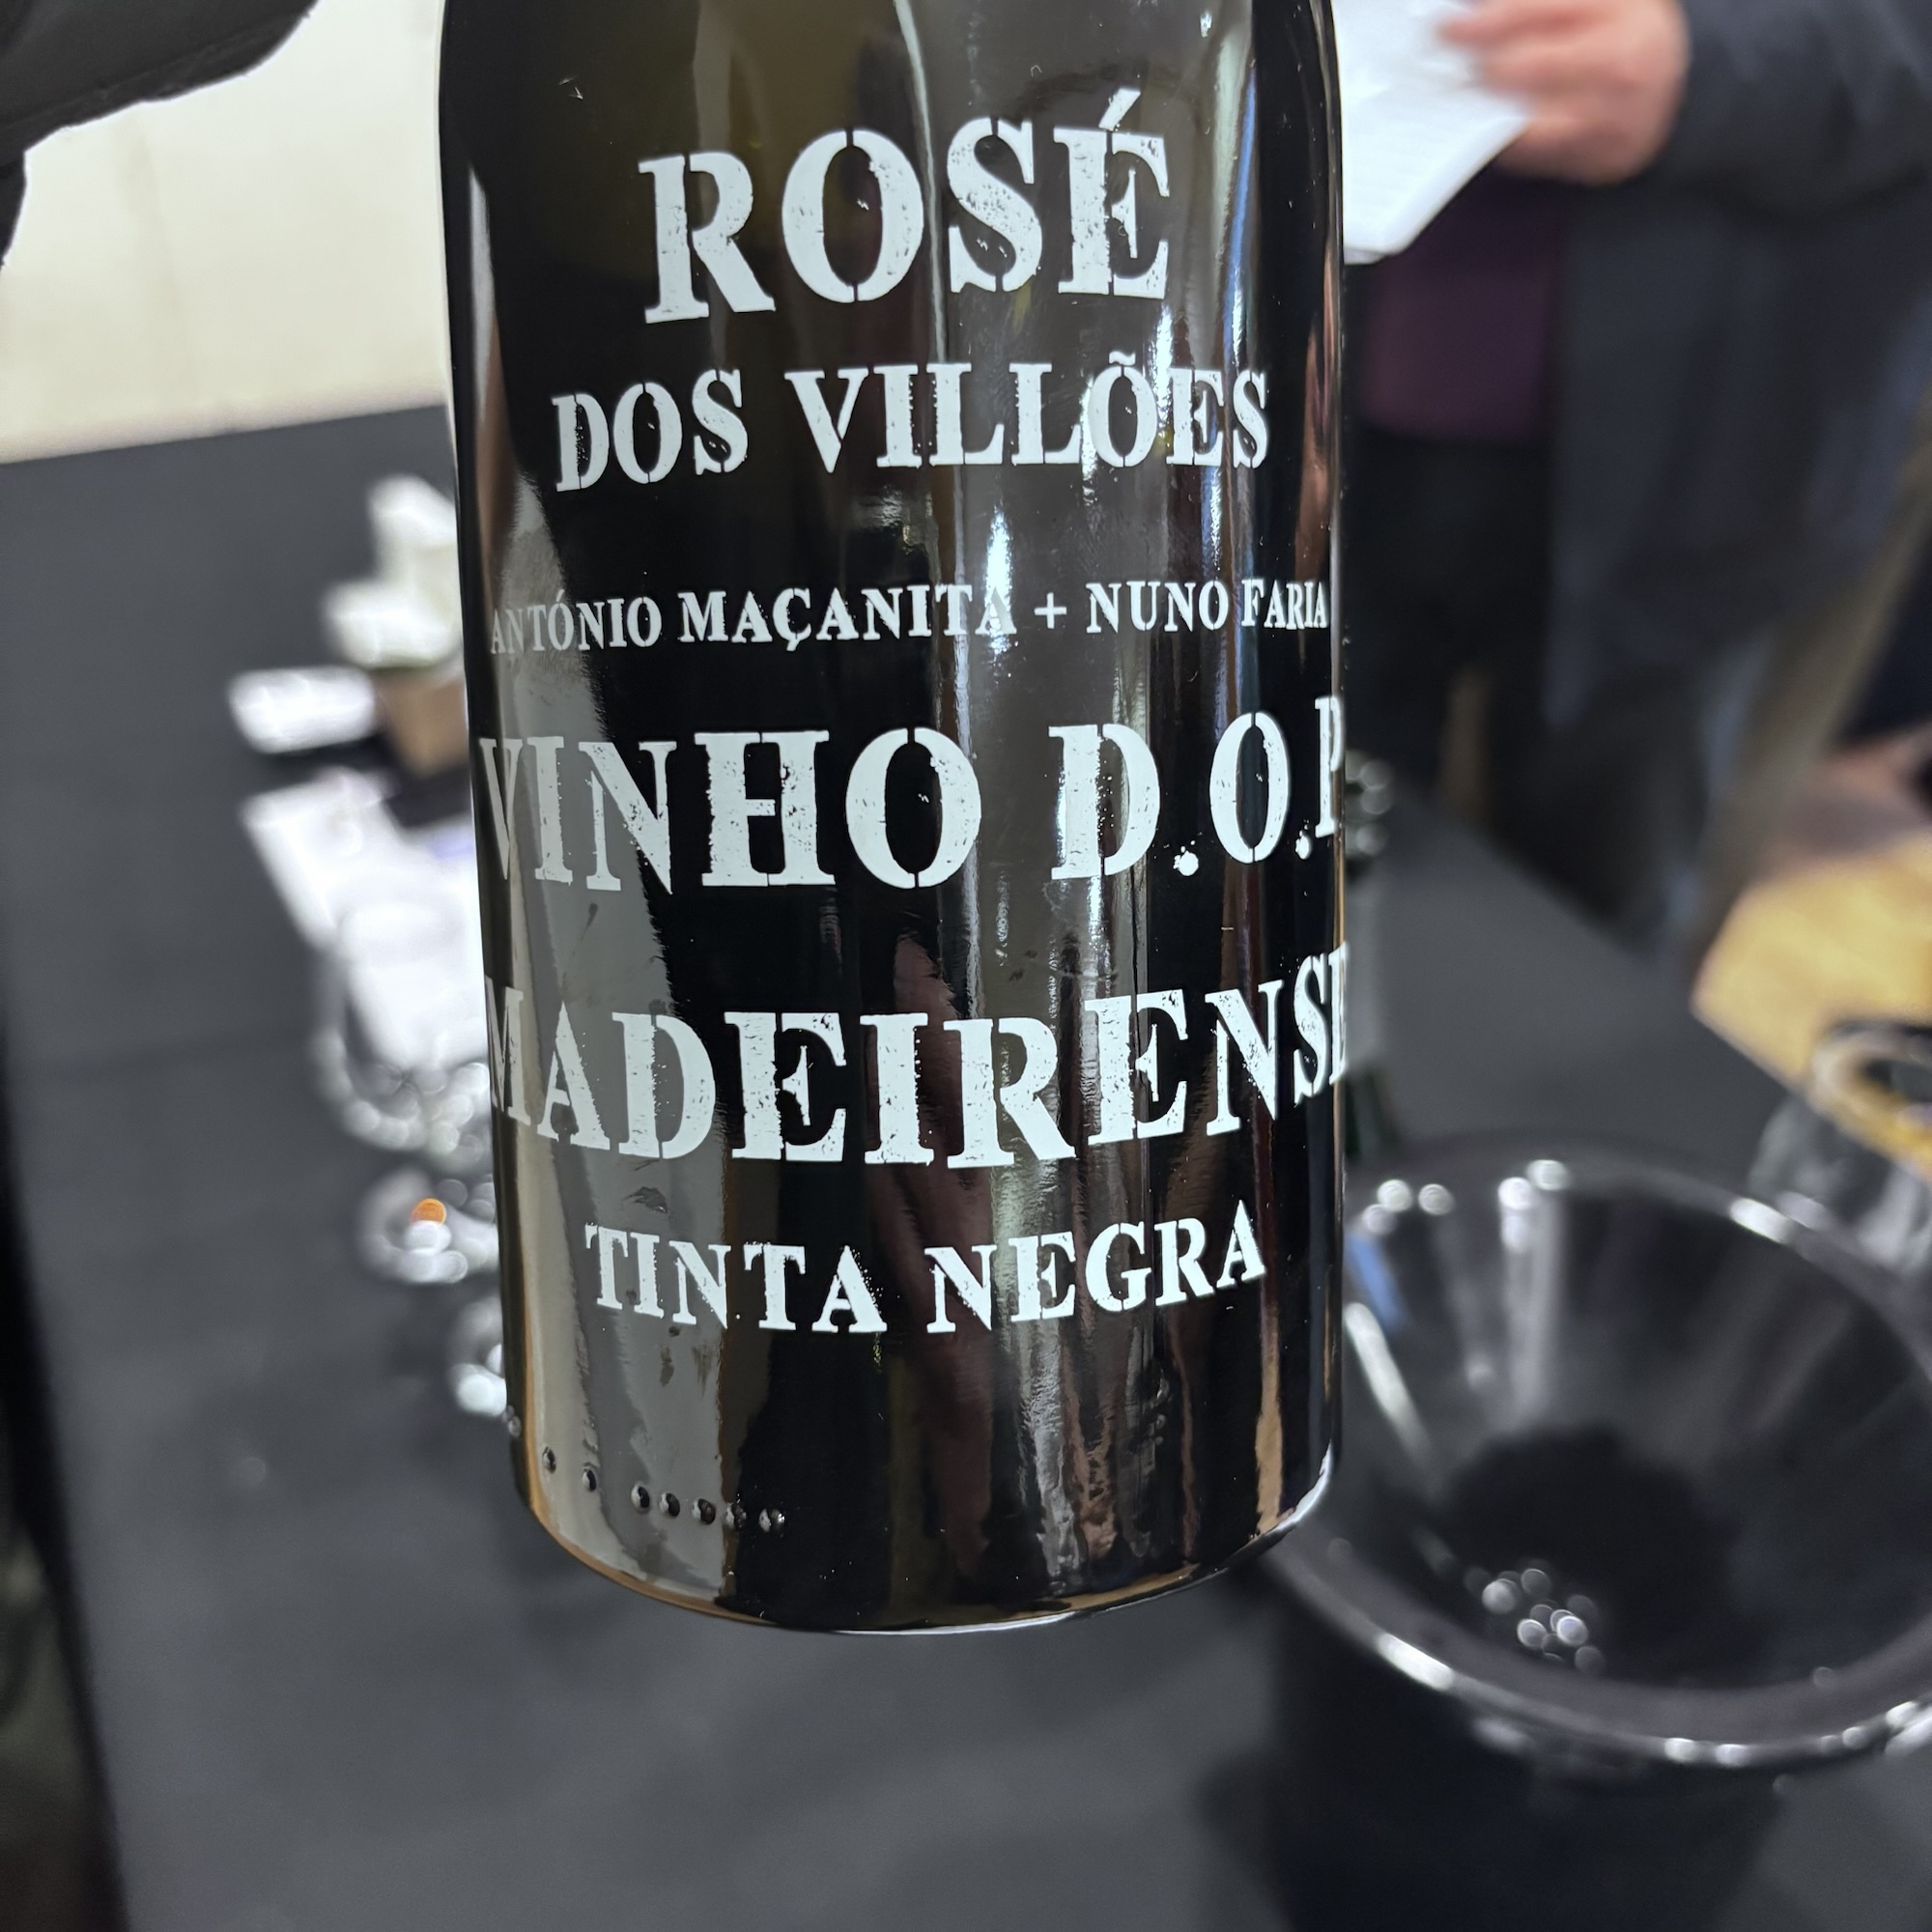 ROSÉ
DOS VILLÕES
ANTÓNIO MAÇANITA + NUNO FARIA
VINHO D.O.P
MADEIRENSE
TINTA NEGRA